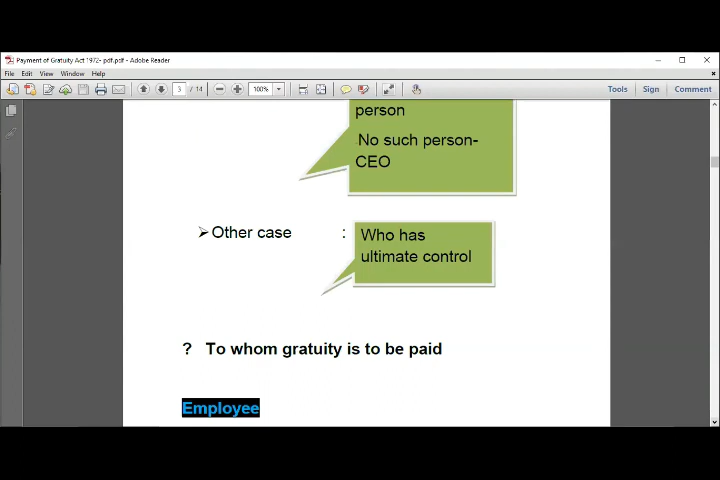 Payment of Gratuity Act 1972- pdf.pdf - Adobe Reader
File Edit View Window Help
3 / 14 100% Tools Sign Comment
person
No such person-
CEO
Other case :
Who has
ultimate control
? To whom gratuity is to be paid
Employee